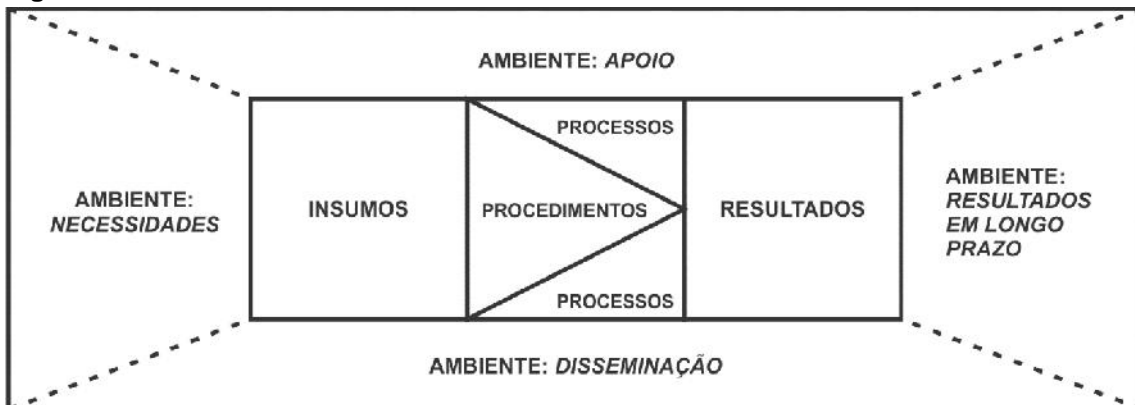 AMBIENTE: APOIO
PROCESSOS
AMBIENTE:
NECESSIDADES
INSUMOS
PROCEDIMENTOS
RESULTADOS
AMBIENTE:
RESULTADOS
EM LONGO
PRAZO
PROCESSOS
AMBIENTE: DISSEMINAÇÃO